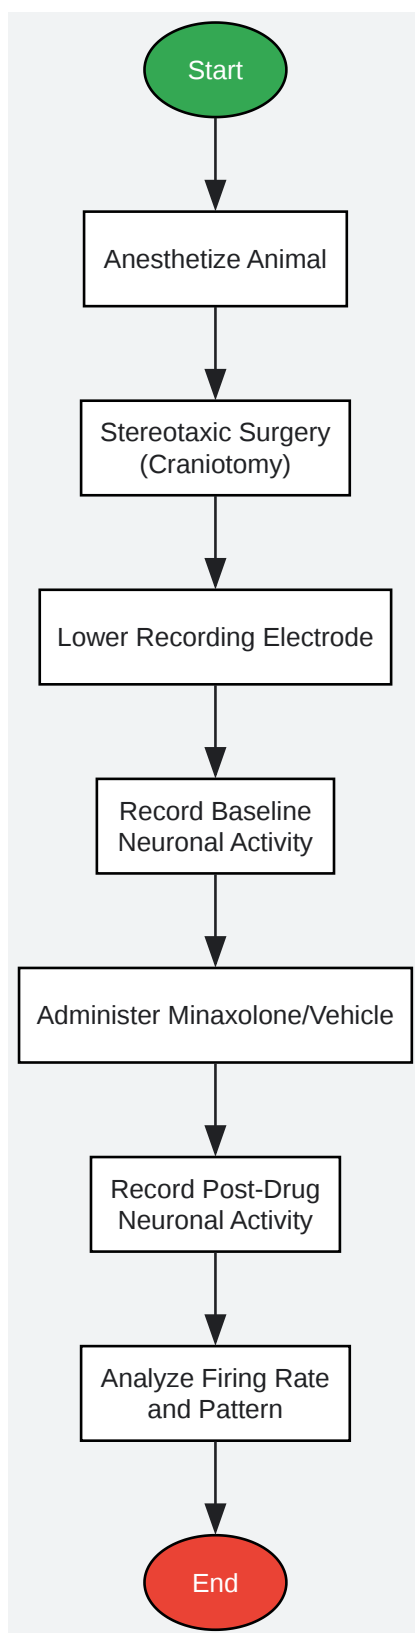 Start
Anesthetize Animal
Stereotaxic Surgery
(Craniotomy)
Lower Recording Electrode
Record Baseline
Neuronal Activity
Administer Minaxolone/Vehicle
Record Post-Drug
Neuronal Activity
Analyze Firing Rate
and Pattern
End